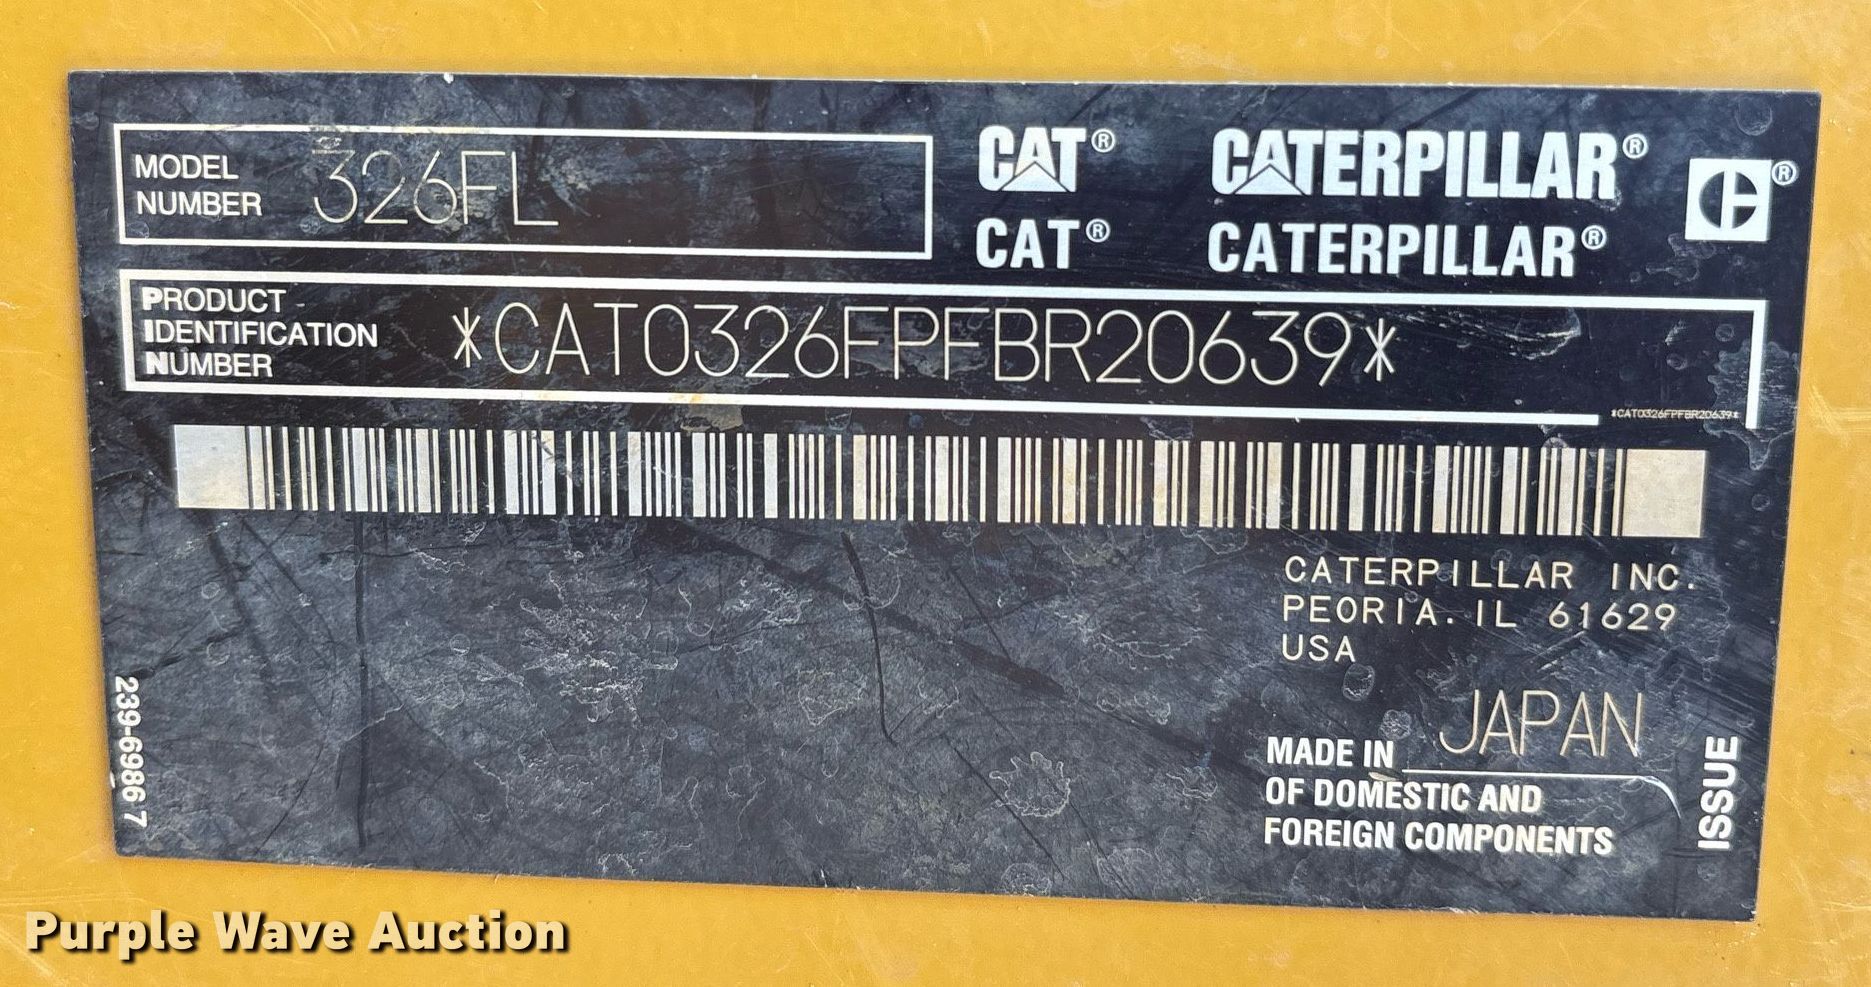 MODEL
NUMBER
326FL
CAT® CATERPILLAR®
CAT® CATERPILLAR®
PRODUCT
IDENTIFICATION
NUMBER
*CAT0326FPFBR20639*
*CAT0326FPFBR20639*
CATERPILLAR INC.
PEORIA. IL 61629
USA
MADE IN JAPAN
OF DOMESTIC AND
FOREIGN COMPONENTS
ISSUE
239-6986 7
Purple Wave Auction